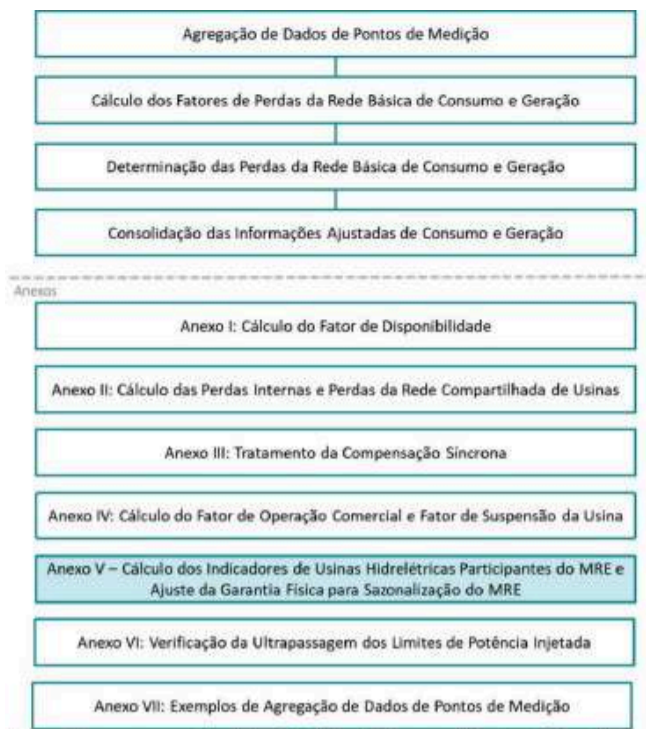 Agregação de Dados de Pontos de Medição
Cálculo dos Fatores de Perdas da Rede Básica de Consumo e Geração
Determinação das Perdas da Rede Básica de Consumo e Geração
Consolidação das Informações Ajustadas de Consumo e Geração
Anexos
Anexo I: Cálculo do Fator de Disponibilidade
Anexo II: Cálculo das Perdas Internas e Perdas da Rede Compartilhada de Usinas
Anexo III: Tratamento da Compensação Síncrona
Anexo IV: Cálculo do Fator de Operação Comercial e Fator de Suspensão da Usina
Anexo V – Cálculo dos Indicadores de Usinas Hidrelétricas Participantes do MRE e
Ajuste da Garantia Física para Sazonalização do MRE
Anexo VI: Verificação da Ultrapassagem dos Limites de Potência Injetada
Anexo VII: Exemplos de Agregação de Dados de Pontos de Medição